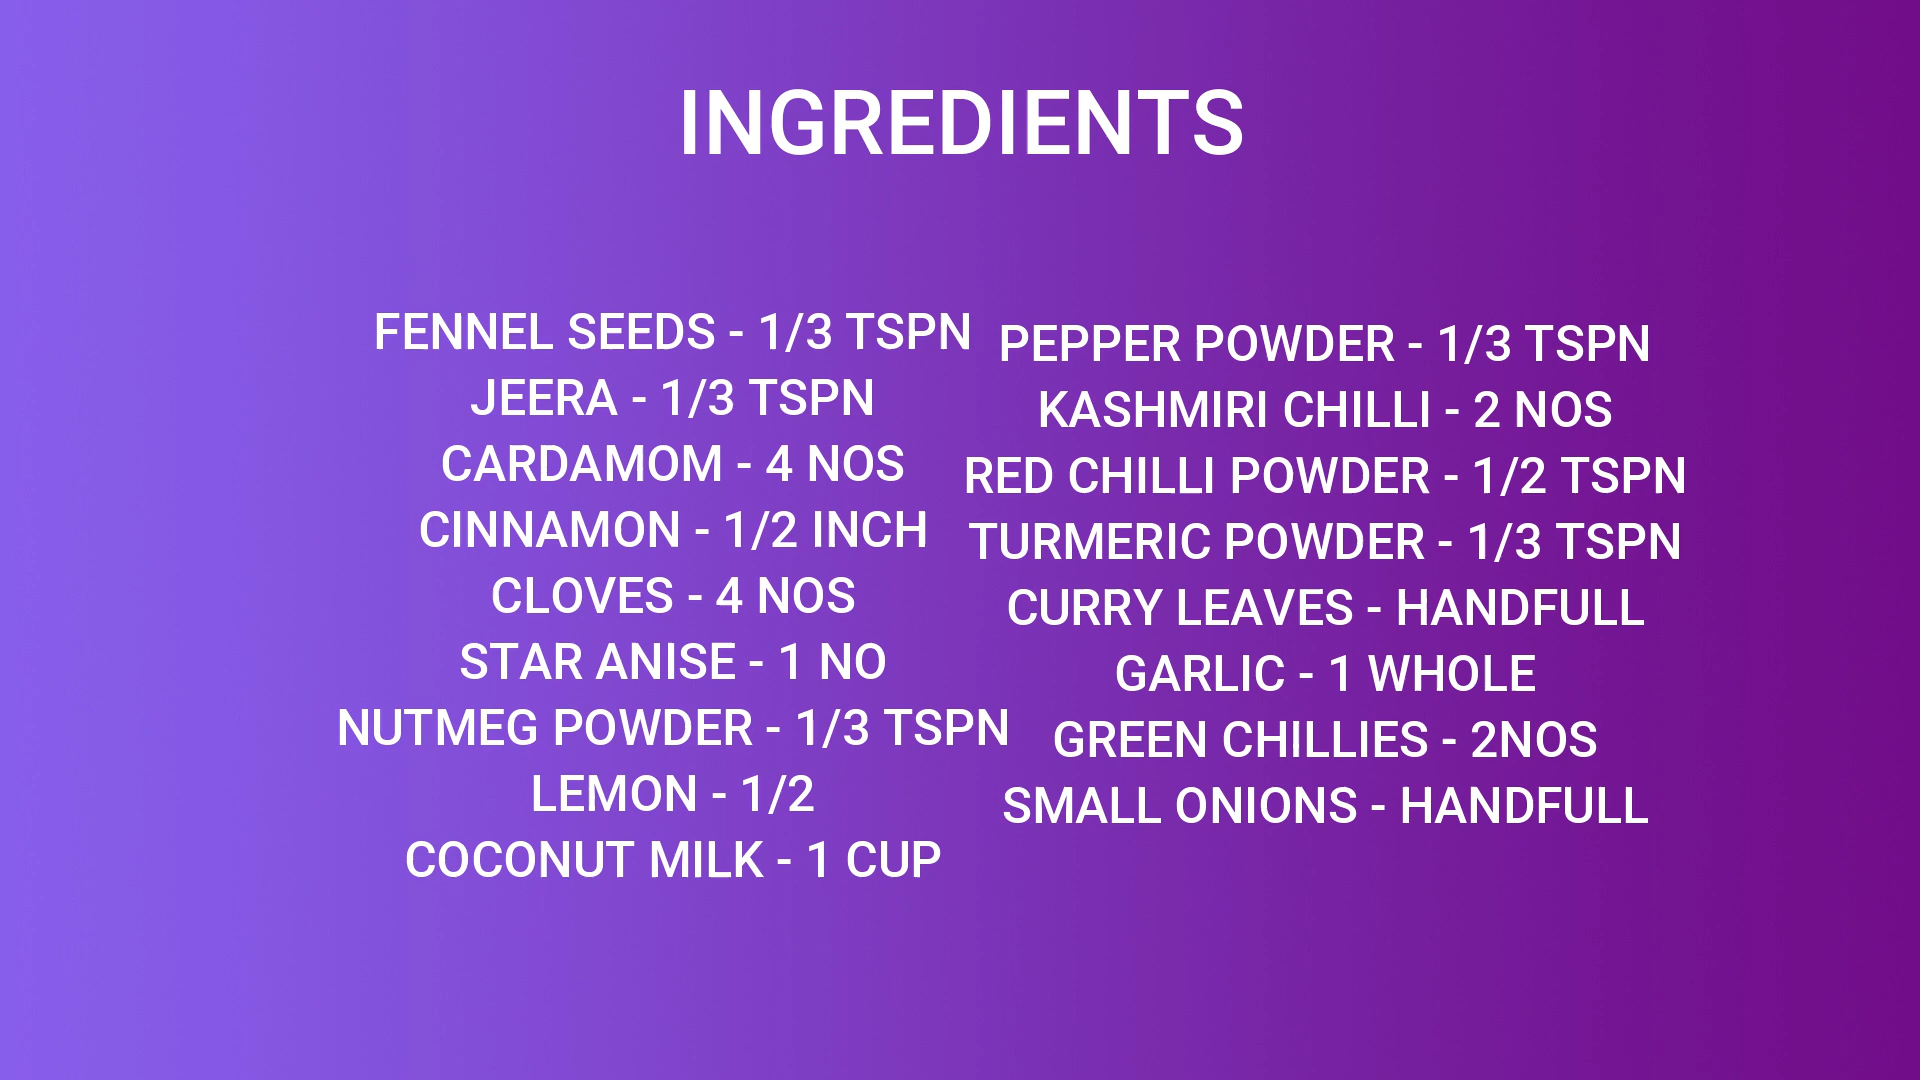 INGREDIENTS
FENNEL SEEDS - 1/3 TSPN
JEERA - 1/3 TSPN
CARDAMOM - 4 NOS
CINNAMON - 1/2 INCH
CLOVES - 4 NOS
STAR ANISE - 1 NO
NUTMEG POWDER - 1/3 TSPN
LEMON - 1/2
COCONUT MILK - 1 CUP
PEPPER POWDER - 1/3 TSPN
KASHMIRI CHILLI - 2 NOS
RED CHILLI POWDER - 1/2 TSPN
TURMERIC POWDER - 1/3 TSPN
CURRY LEAVES - HANDFULL
GARLIC - 1 WHOLE
GREEN CHILLIES - 2NOS
SMALL ONIONS - HANDFULL